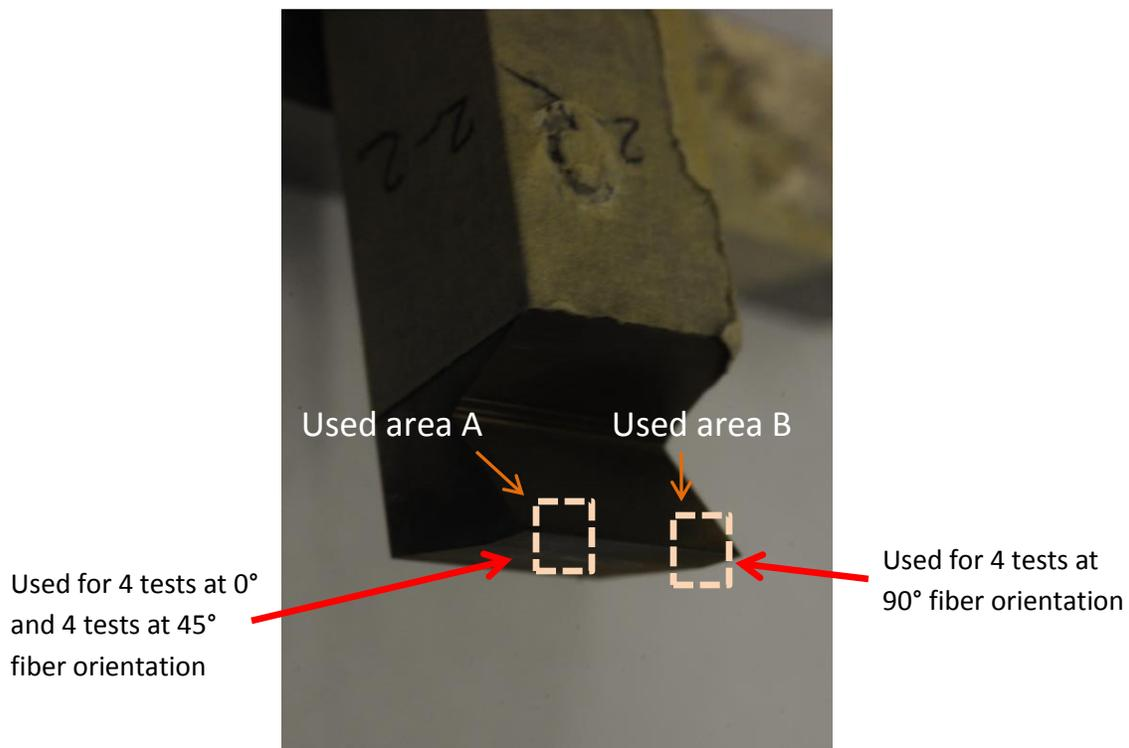 2-2
2
Used area A
Used area B
Used for 4 tests at 0°
and 4 tests at 45°
fiber orientation
Used for 4 tests at
90° fiber orientation